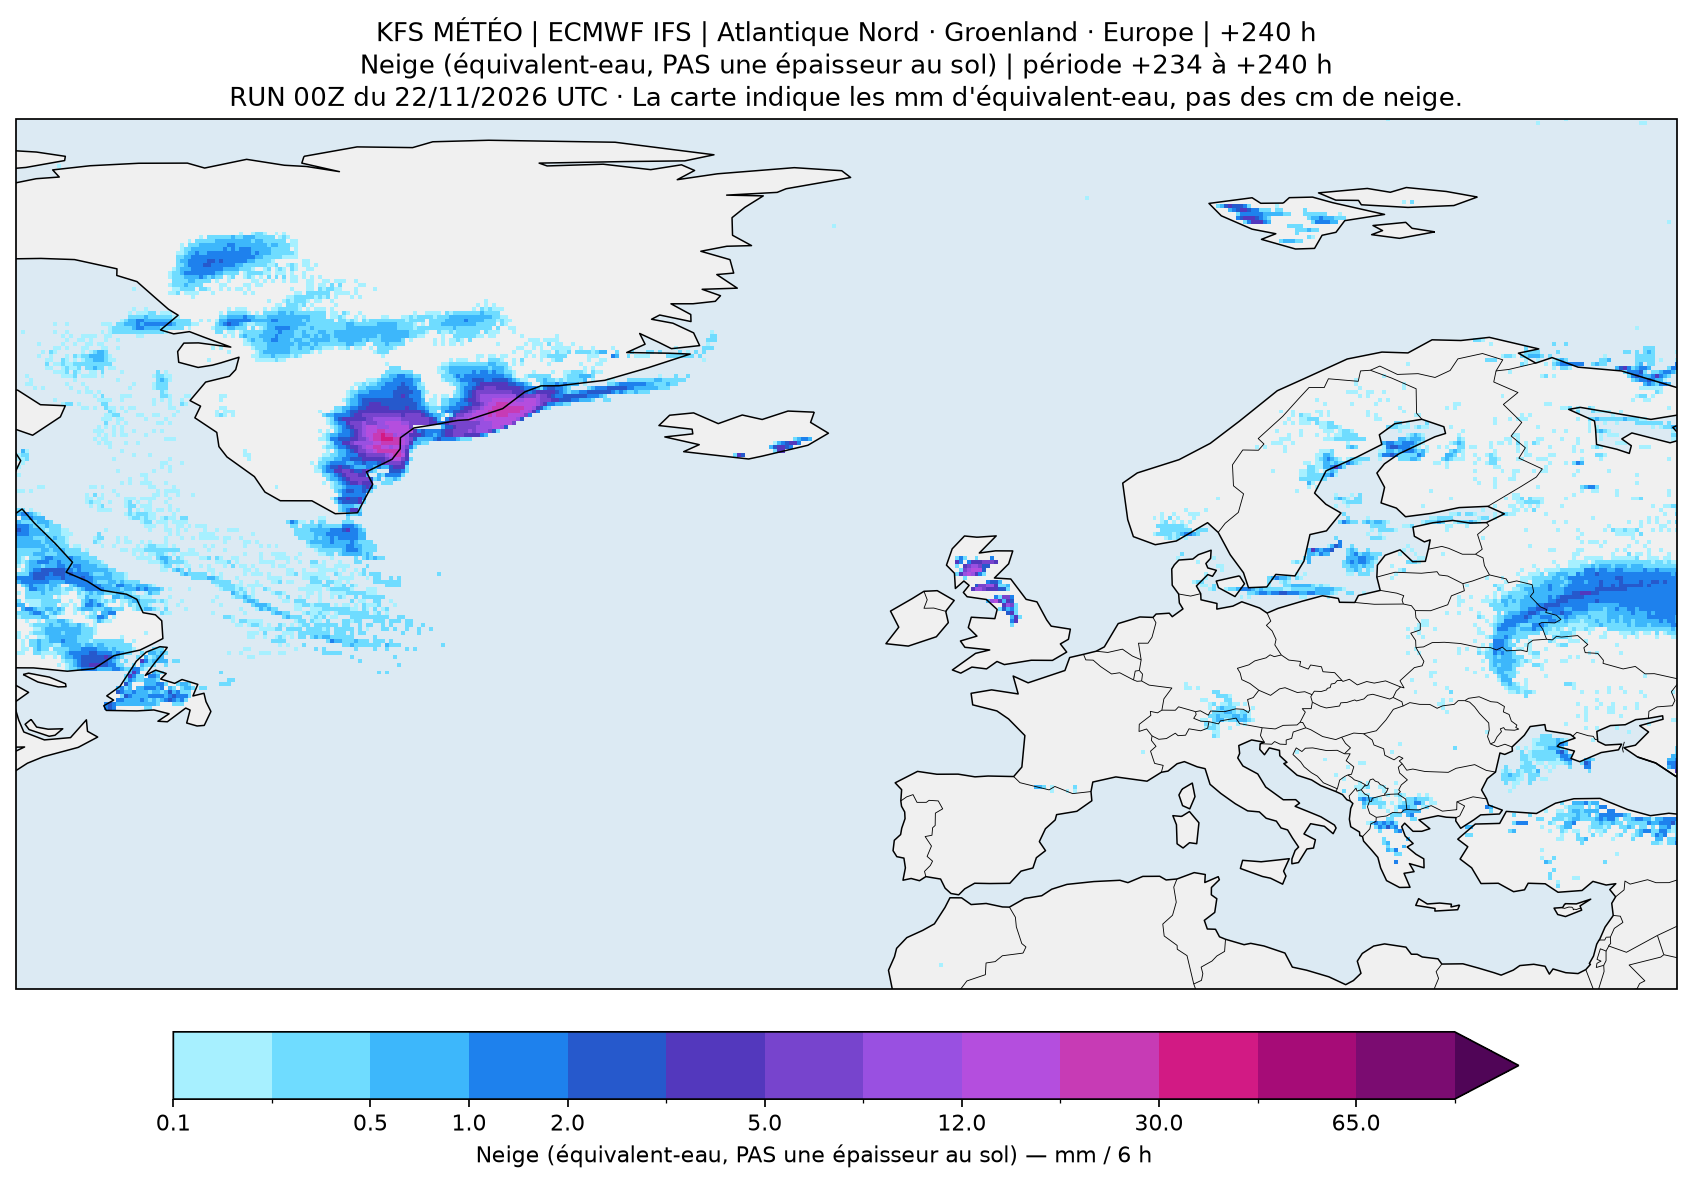 KFS MÉTÉO | ECMWF IFS | Atlantique Nord · Groenland · Europe | +240 h
Neige (équivalent-eau, PAS une épaisseur au sol) | période +234 à +240 h
RUN 00Z du 22/11/2026 UTC · La carte indique les mm d'équivalent-eau, pas des cm de neige.
0.1 0.5 1.0 2.0 5.0 12.0 30.0 65.0
Neige (équivalent-eau, PAS une épaisseur au sol) — mm / 6 h